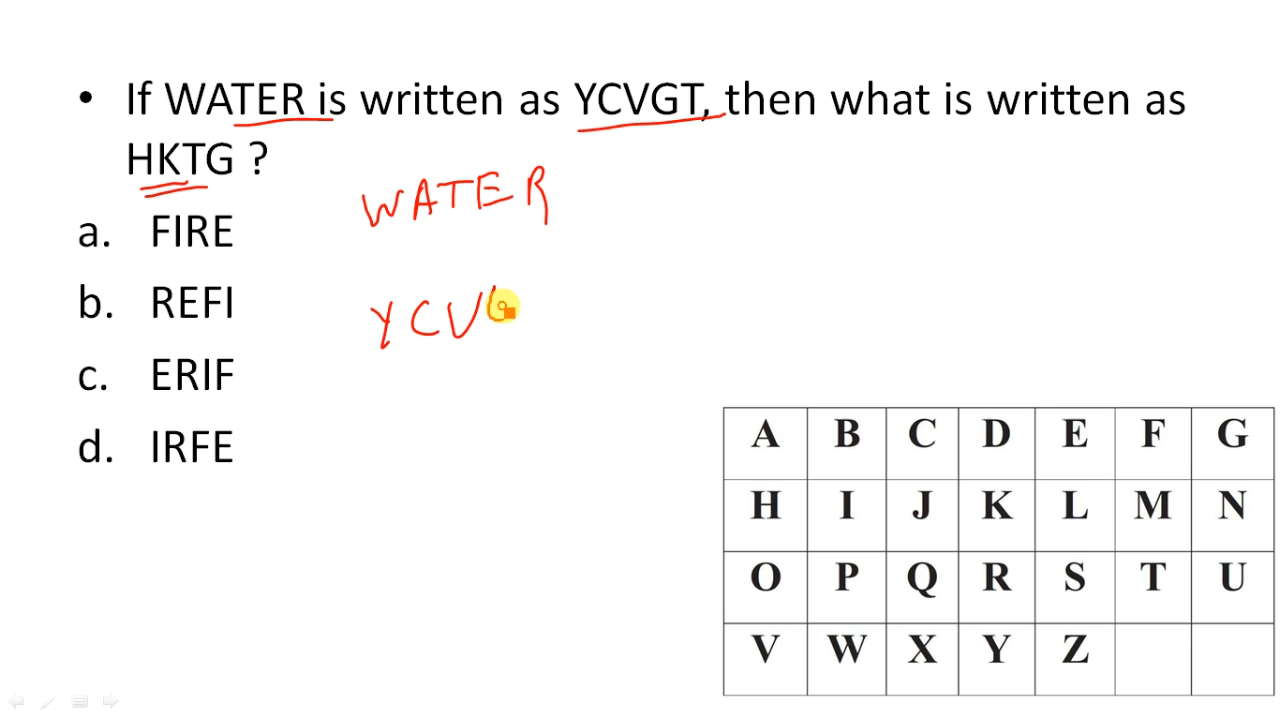 • If WATER is written as YCVGT, then what is written as
HKTG ?
WATER
a. FIRE
b. REFI
YCV
c. ERIF
d. IRFE
A B C D E F G
H I J K L M N
O P Q R S T U
V W X Y Z